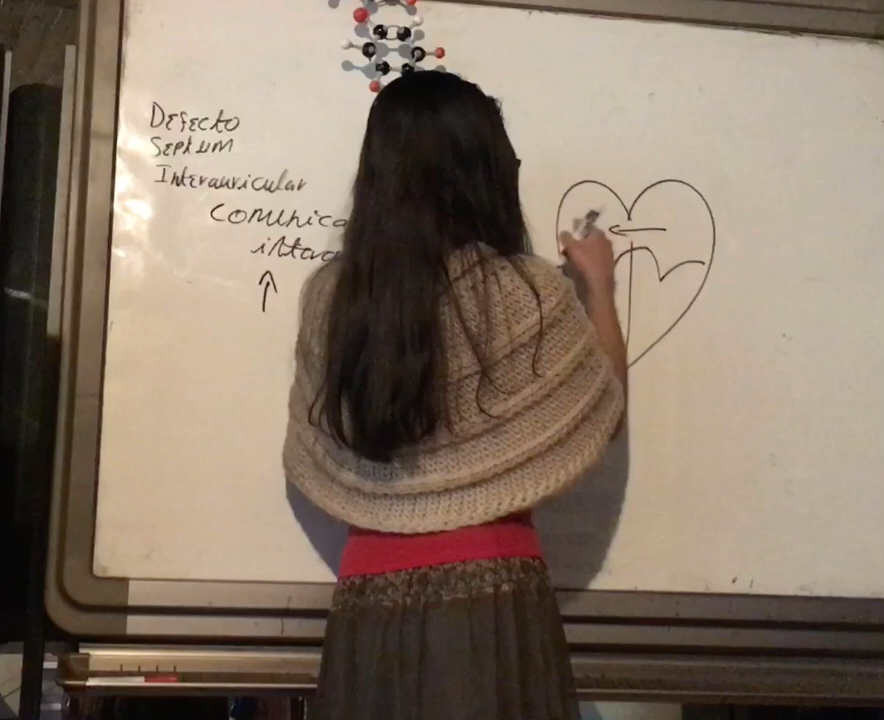 Defecto
Septum
Interauricular
Comunica
intera